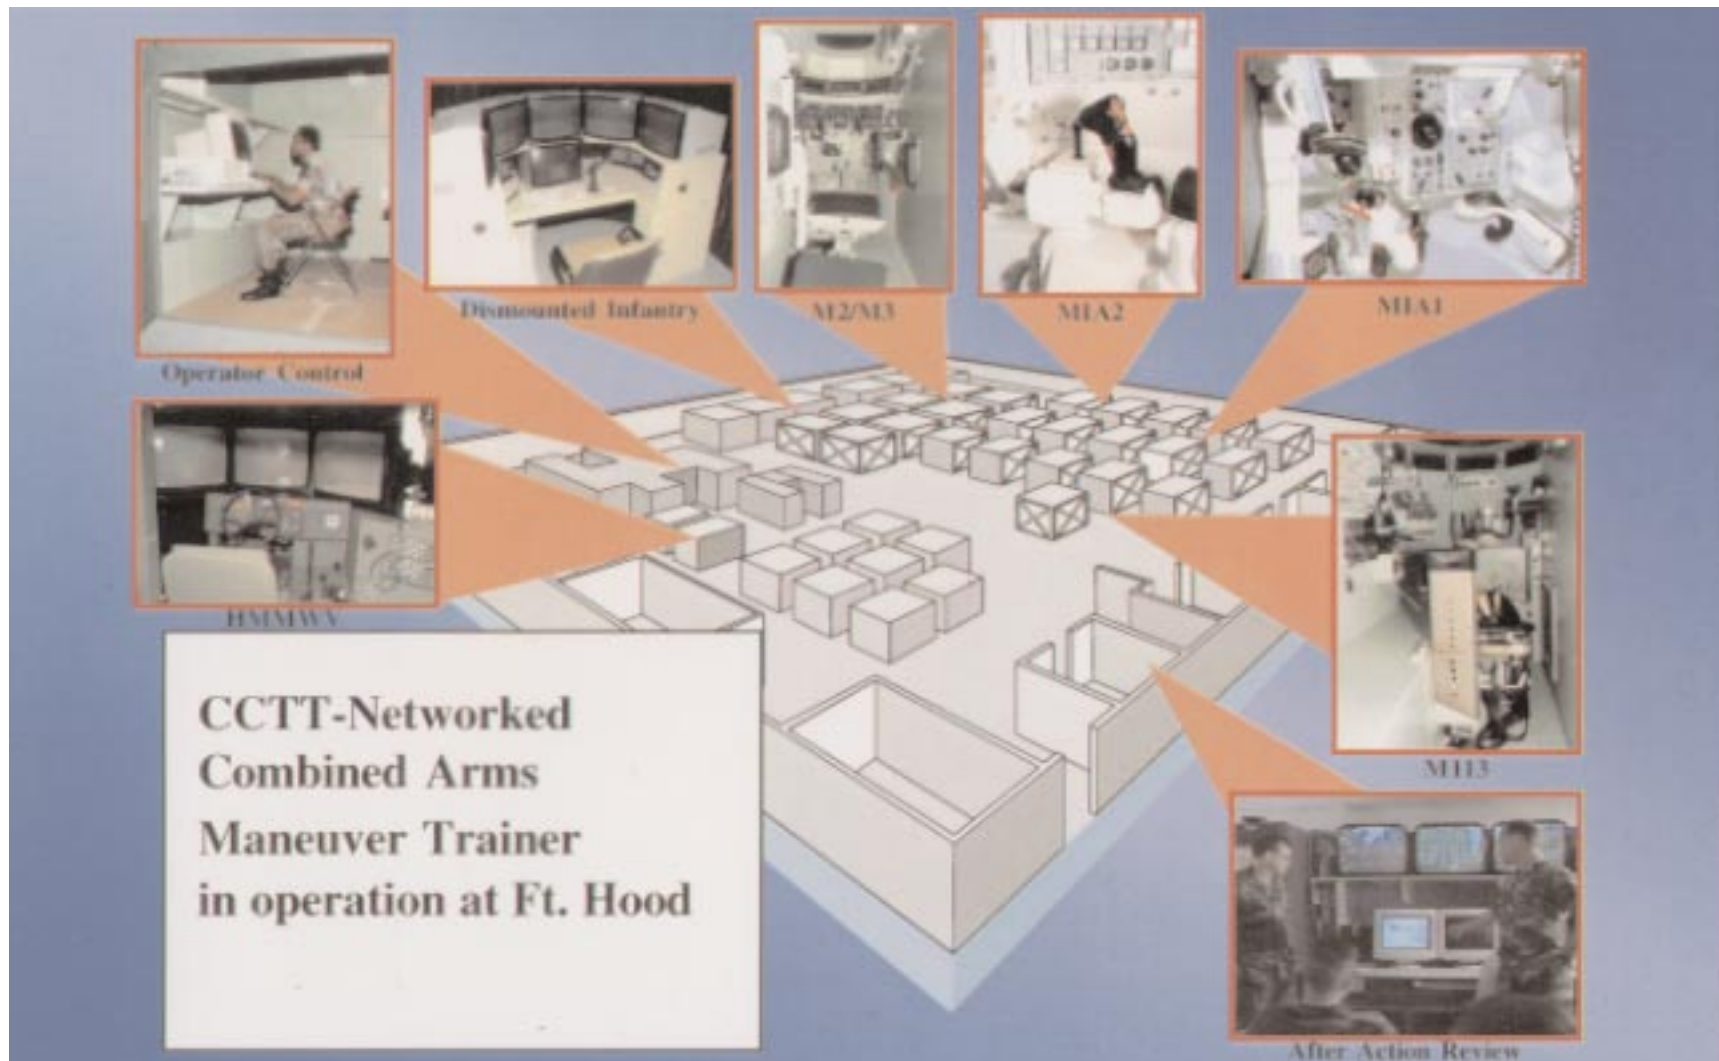 Dismounted Infantry
M2/M3
M1A2
M1A1
Operator Control
HMMWV
CCTT-Networked
Combined Arms
Maneuver Trainer
in operation at Ft. Hood
M113
After Action Review